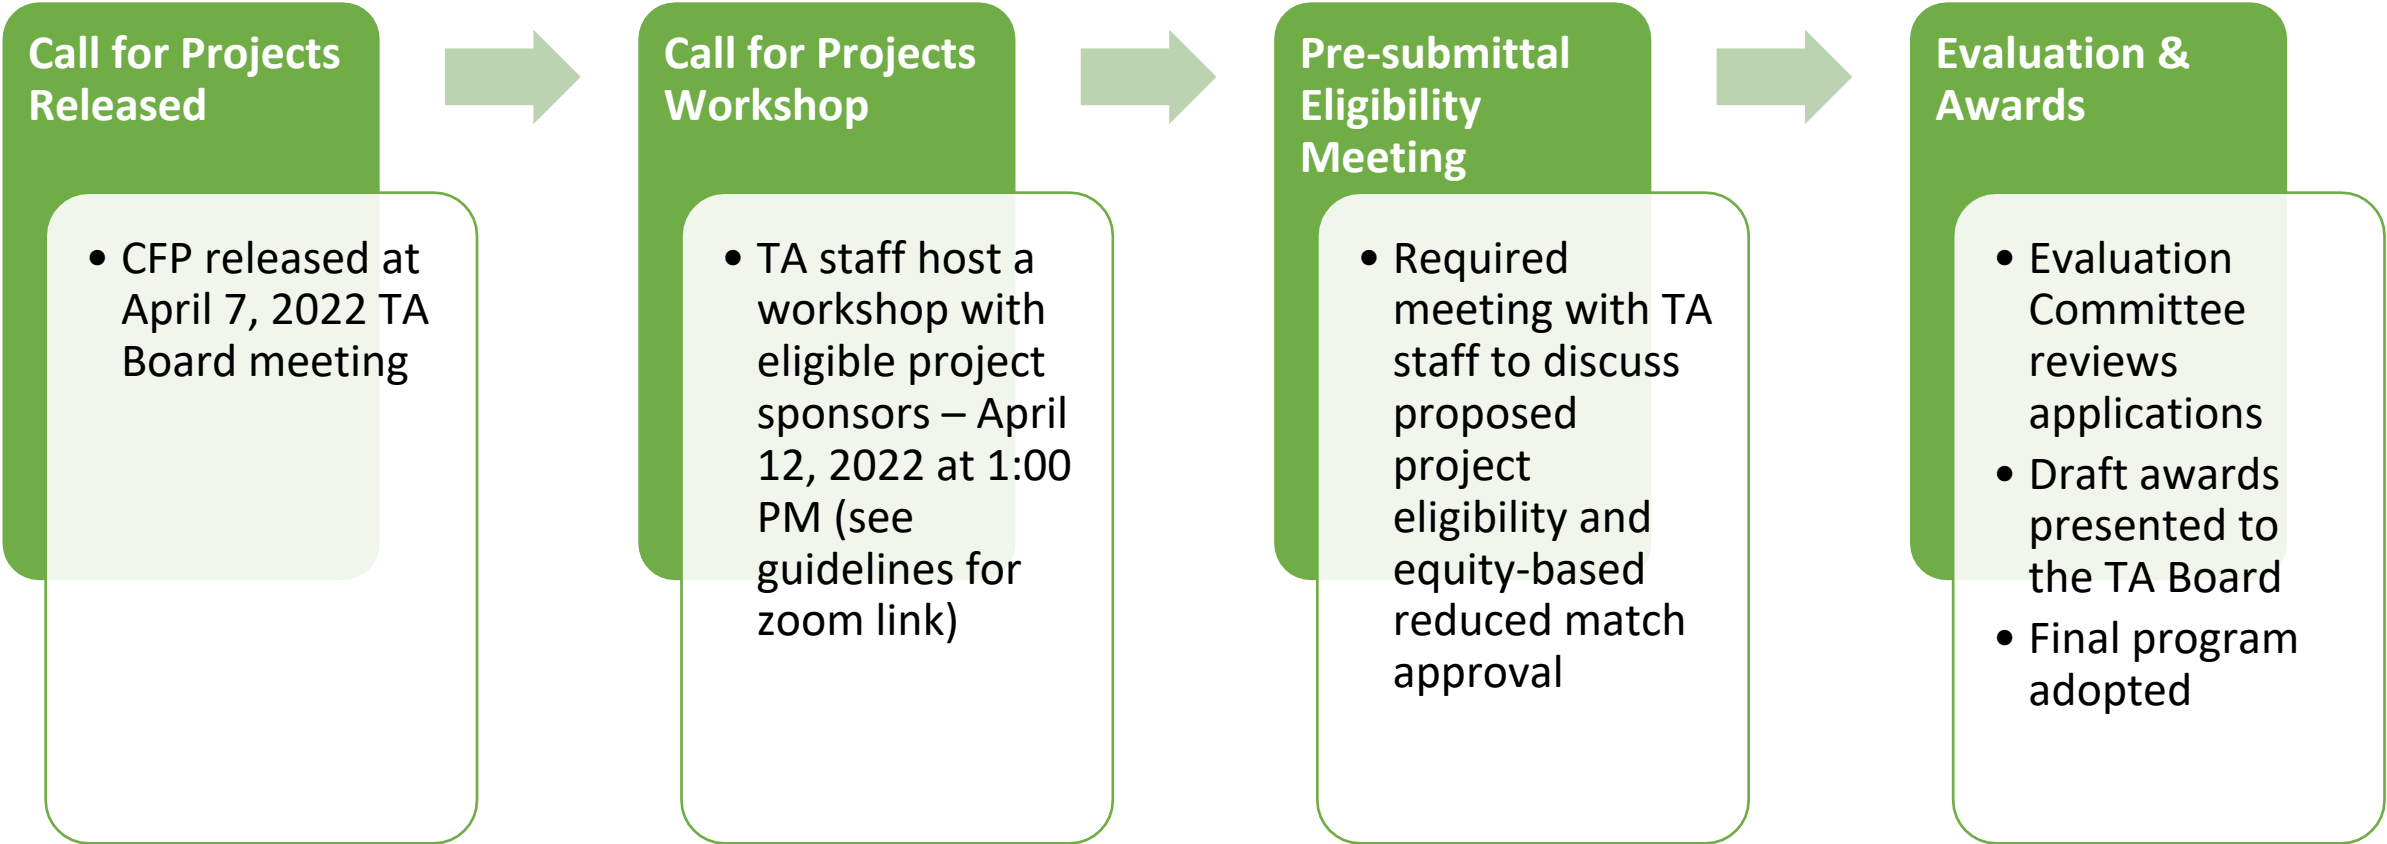 Call for Projects
Released
• CFP released at
April 7, 2022 TA
Board meeting
Call for Projects
Workshop
• TA staff host a
workshop with
eligible project
sponsors – April
12, 2022 at 1:00
PM (see
guidelines for
zoom link)
Pre-submittal
Eligibility
Meeting
• Required
meeting with TA
staff to discuss
proposed
project
eligibility and
equity-based
reduced match
approval
Evaluation &
Awards
• Evaluation
Committee
reviews
applications
• Draft awards
presented to
the TA Board
• Final program
adopted